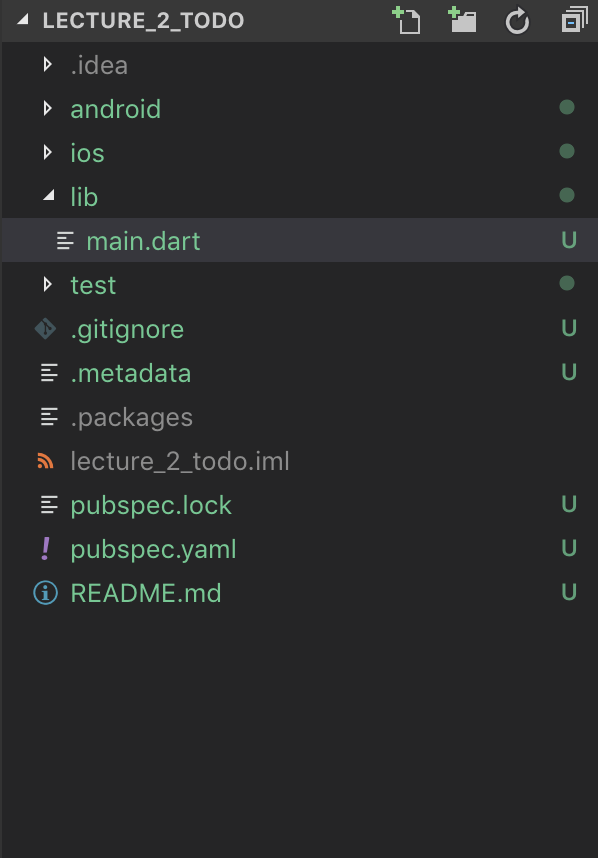 LECTURE_2_TODO
.idea
android
ios
lib
main.dart U
test
.gitignore U
.metadata U
.packages
lecture_2_todo.iml
pubspec.lock U
pubspec.yaml U
README.md U